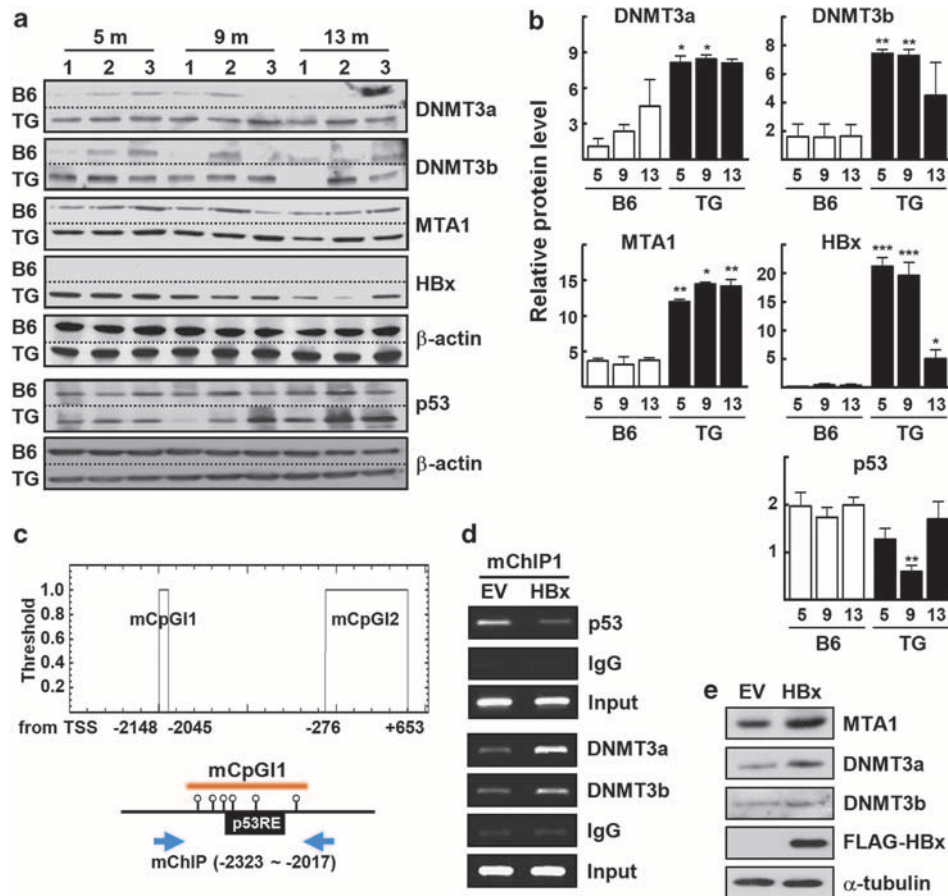 a
5 m 9 m 13 m
1 2 3 1 2 3 1 2 3
B6
TG
DNMT3a
B6
TG
DNMT3b
B6
TG
MTA1
B6
TG
HBx
B6
TG
β-actin
B6
TG
p53
B6
TG
β-actin
b
Relative protein level
DNMT3a
9
6
3
* *
5 9 13 5 9 13
B6 TG
DNMT3b
8
6
4
2
** **
5 9 13 5 9 13
B6 TG
MTA1
15
10
5
** * **
5 9 13 5 9 13
B6 TG
HBx
20
15
10
5
*** *** *
5 9 13 5 9 13
B6 TG
p53
2
1
**
5 9 13 5 9 13
B6 TG
c
Threshold
1.0
0.8
0.6
0.4
0.2
mCpGI1 mCpGI2
from TSS -2148 -2045 -276 +653
mCpGI1
p53RE
mChIP (-2323 ~ -2017)
d
mChIP1
EV HBx
p53
IgG
Input
DNMT3a
DNMT3b
IgG
Input
e
EV HBx
MTA1
DNMT3a
DNMT3b
FLAG-HBx
α-tubulin